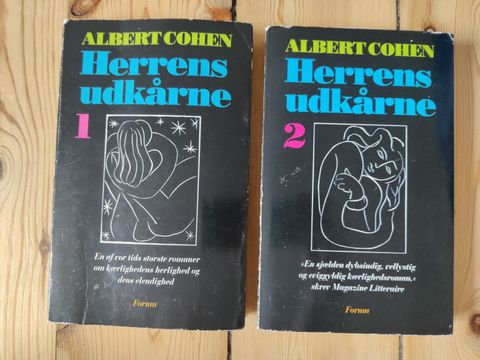 ALBERT COHEN
Herrens
udkårne
1
En af vor tids største romaner
om kærlighedens herlighed og
dens elendighed
Forum
ALBERT COHEN
Herrens
udkårne
2
»En sjælden dybsindig, vellystig
og eviggyldig kærlighedsroman,«
skrev Magazine Litteraire
Forum